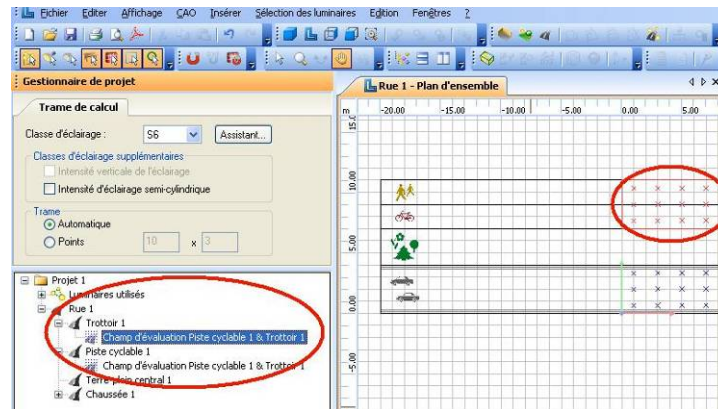 Fichier Editer Affichage CAO Insérer Sélection des luminaires Edition Fenêtres ?
Gestionnaire de projet
Trame de calcul
Classe d'éclairage : S6 Assistant...
Classes d'éclairage supplémentaires
Intensité verticale de l'éclairage
Intensité d'éclairage semi-cylindrique
Trame
Automatique
Points 10 x 3
Projet 1
Luminaires utilisés
Rue 1
Trottoir 1
Champ d'évaluation Piste cyclable 1 & Trottoir 1
Piste cyclable 1
Champ d'évaluation Piste cyclable 1 & Trottoir 1
Terre-plein central 1
Chaussée 1
Rue 1 - Plan d'ensemble
m -20.00 -15.00 -10.00 -5.00 0.00 5.00
15.0
10.00
5.00
0.00
-5.00